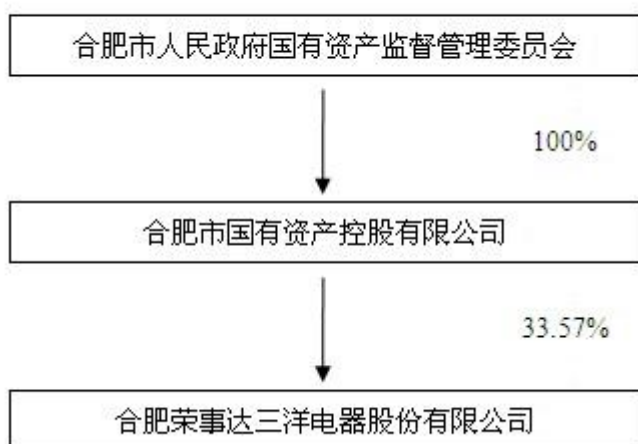 合肥市人民政府国有资产监督管理委员会
100%
合肥市国有资产控股有限公司
33.57%
合肥荣事达三洋电器股份有限公司